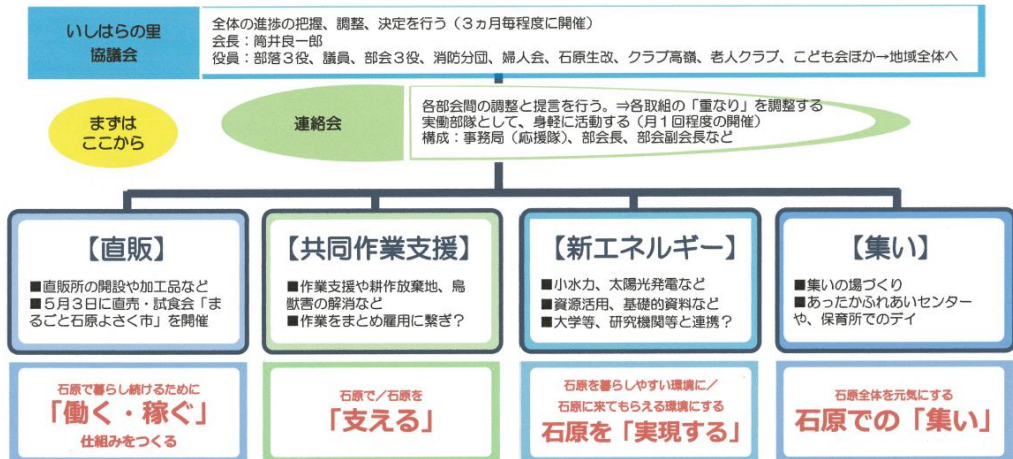 いしはらの里
協議会
全体の進捗の把握、調整、決定を行う（３ヵ月毎程度に開催）
会長：筒井良一郎
役員：部落３役、議員、部会３役、消防分団、婦人会、石原生改、クラブ高嶺、老人クラブ、こども会ほか→地域全体へ
まずは
ここから
連絡会
各部会間の調整と提言を行う。⇒各取組の「重なり」を調整する
実働部隊として、身軽に活動する（月１回程度の開催）
構成：事務局（応援隊）、部会長、部会副会長など
【直販】
■直販所の開設や加工品など
■５月３日に直売・試食会「ま
るごと石原よさく市」を開催
【共同作業支援】
■作業支援や耕作放棄地、鳥
獣害の解消など
■作業をまとめ雇用に繋ぎ？
【新エネルギー】
■小水力、太陽光発電など
■資源活用、基礎的資料など
■大学等、研究機関等と連携？
【集い】
■集いの場づくり
■あったかふれあいセンター
や、保育所でのデイ
石原で暮らし続けるために
「働く・稼ぐ」
仕組みをつくる
石原で／石原を
「支える」
石原を暮らしやすい環境に／
石原に来てもらえる環境にする
石原を「実現する」
石原全体を元気にする
石原での「集い」